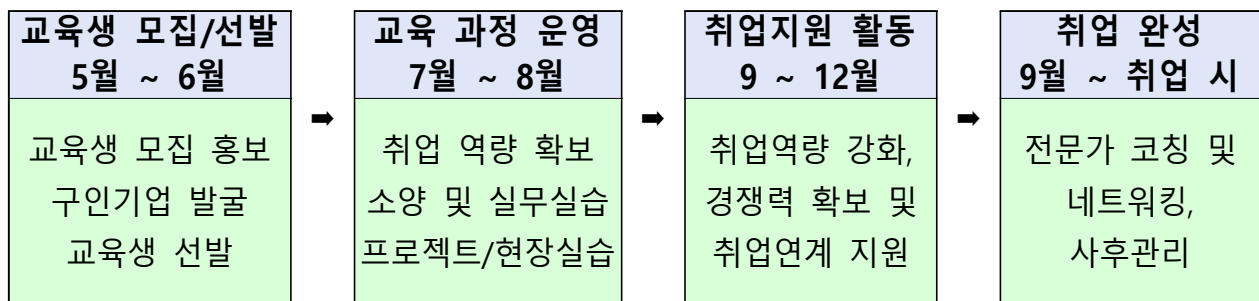 교육생 모집/선발
5월 ~ 6월
교육생 모집 홍보
구인기업 발굴
교육생 선발
➡
교육 과정 운영
7월 ~ 8월
취업 역량 확보
소양 및 실무실습
프로젝트/현장실습
➡
취업지원 활동
9 ~ 12월
취업역량 강화,
경쟁력 확보 및
취업연계 지원
➡
취업 완성
9월 ~ 취업 시
전문가 코칭 및
네트워킹,
사후관리